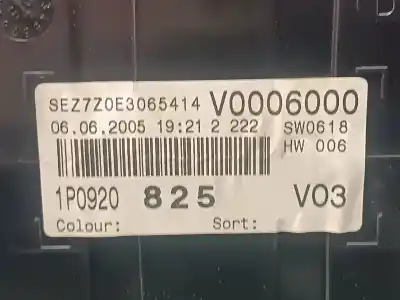 SEZ7Z0E3065414 V0006000
06.06.2005 19:21 2 222 SW0618
HW 006
1P0920 825 V03
Colour: Sort: